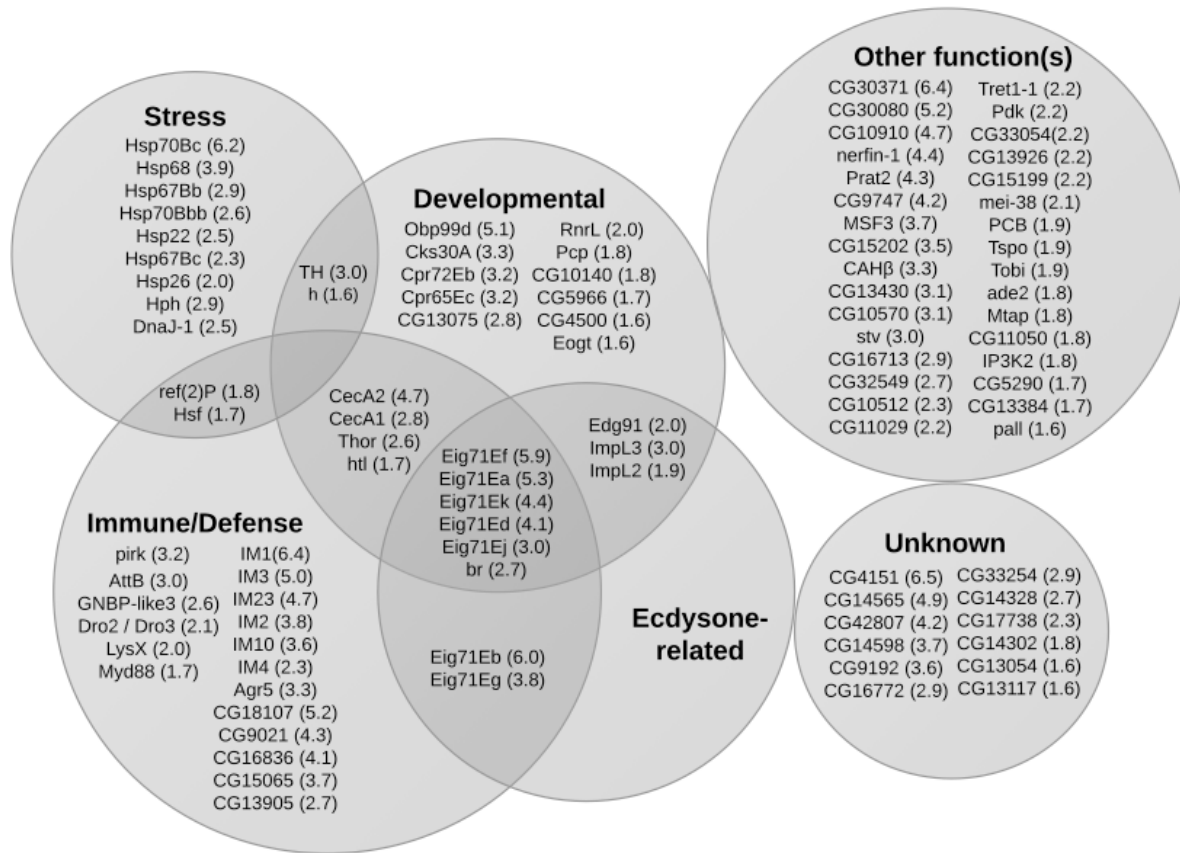 Stress
Hsp70Bc (6.2)
Hsp68 (3.9)
Hsp67Bb (2.9)
Hsp70Bbb (2.6)
Hsp22 (2.5)
Hsp67Bc (2.3)
Hsp26 (2.0)
Hph (2.9)
DnaJ-1 (2.5)
TH (3.0)
h (1.6)
ref(2)P (1.8)
Hsf (1.7)
Developmental
Obp99d (5.1)
Cks30A (3.3)
Cpr72Eb (3.2)
Cpr65Ec (3.2)
CG13075 (2.8)
RnrL (2.0)
Pcp (1.8)
CG10140 (1.8)
CG5966 (1.7)
CG4500 (1.6)
Eogt (1.6)
CecA2 (4.7)
CecA1 (2.8)
Thor (2.6)
htl (1.7)
Eig71Ef (5.9)
Eig71Ea (5.3)
Eig71Ek (4.4)
Eig71Ed (4.1)
Eig71Ej (3.0)
br (2.7)
Edg91 (2.0)
ImpL3 (3.0)
ImpL2 (1.9)
Immune/Defense
pirk (3.2)
AttB (3.0)
GNBP-like3 (2.6)
Dro2 / Dro3 (2.1)
LysX (2.0)
Myd88 (1.7)
IM1(6.4)
IM3 (5.0)
IM23 (4.7)
IM2 (3.8)
IM10 (3.6)
IM4 (2.3)
Agr5 (3.3)
CG18107 (5.2)
CG9021 (4.3)
CG16836 (4.1)
CG15065 (3.7)
CG13905 (2.7)
Eig71Eb (6.0)
Eig71Eg (3.8)
Ecdysone-
related
Other function(s)
CG30371 (6.4)
CG30080 (5.2)
CG10910 (4.7)
nerfin-1 (4.4)
Prat2 (4.3)
CG9747 (4.2)
MSF3 (3.7)
CG15202 (3.5)
CAHβ (3.3)
CG13430 (3.1)
CG10570 (3.1)
stv (3.0)
CG16713 (2.9)
CG32549 (2.7)
CG10512 (2.3)
CG11029 (2.2)
Tret1-1 (2.2)
Pdk (2.2)
CG33054(2.2)
CG13926 (2.2)
CG15199 (2.2)
mei-38 (2.1)
PCB (1.9)
Tspo (1.9)
Tobi (1.9)
ade2 (1.8)
Mtap (1.8)
CG11050 (1.8)
IP3K2 (1.8)
CG5290 (1.7)
CG13384 (1.7)
pall (1.6)
Unknown
CG4151 (6.5)
CG14565 (4.9)
CG42807 (4.2)
CG14598 (3.7)
CG9192 (3.6)
CG16772 (2.9)
CG33254 (2.9)
CG14328 (2.7)
CG17738 (2.3)
CG14302 (1.8)
CG13054 (1.6)
CG13117 (1.6)